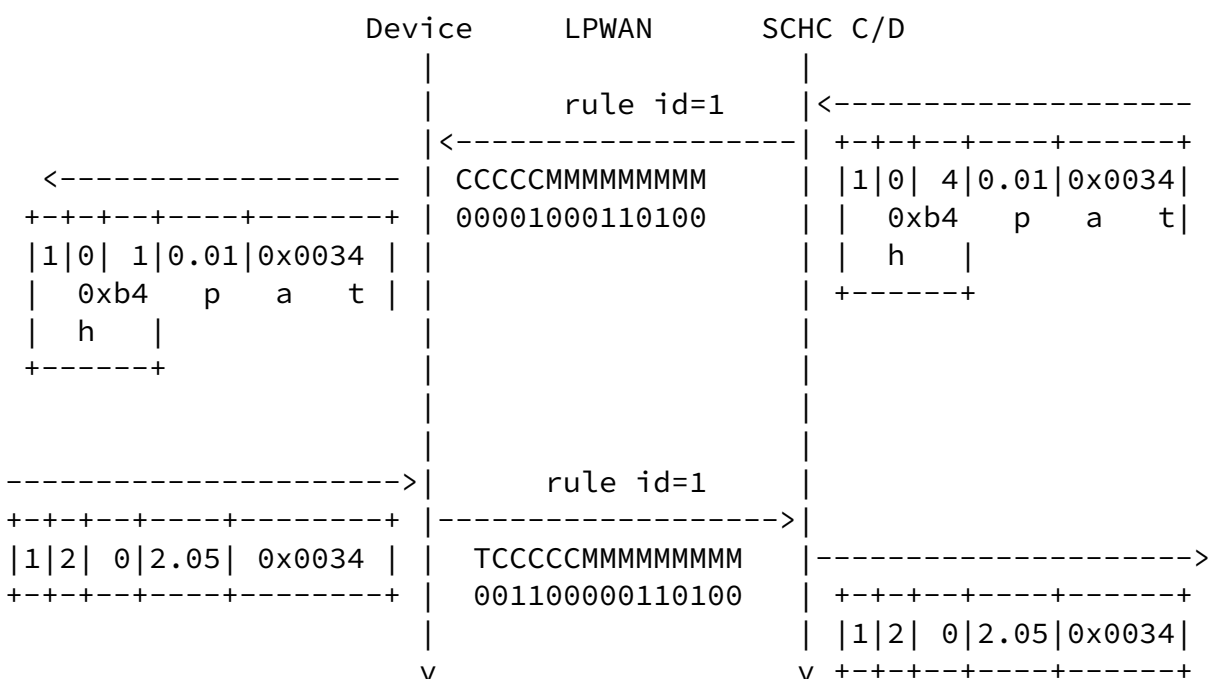 Device     LPWAN      SCHC C/D
                       |                    |
                       |       rule id=1    |<--------------------
                       |<-------------------| +-+-+--+----+------+
  <------------------- | CCCCCMMMMMMMMM     | |1|0| 4|0.01|0x0034|
 +-+-+--+----+-------+ | 00001000110100     | |  0xb4   p   a   t|
 |1|0| 1|0.01|0x0034 | |                    | |  h   |
 |  0xb4   p   a   t | |                    | +------+
 |  h   |              |                    |
 +------+              |                    |
                       |                    |
                       |                    |
---------------------->|      rule id=1     |
+-+-+--+----+--------+ |------------------->|
|1|2| 0|2.05| 0x0034 | |  TCCCCCMMMMMMMMM   |--------------------->
+-+-+--+----+--------+ |  001100000110100   | +-+-+--+----+------+
                       |                    | |1|2| 0|2.05|0x0034|
                       v                    v +-+-+--+----+------+